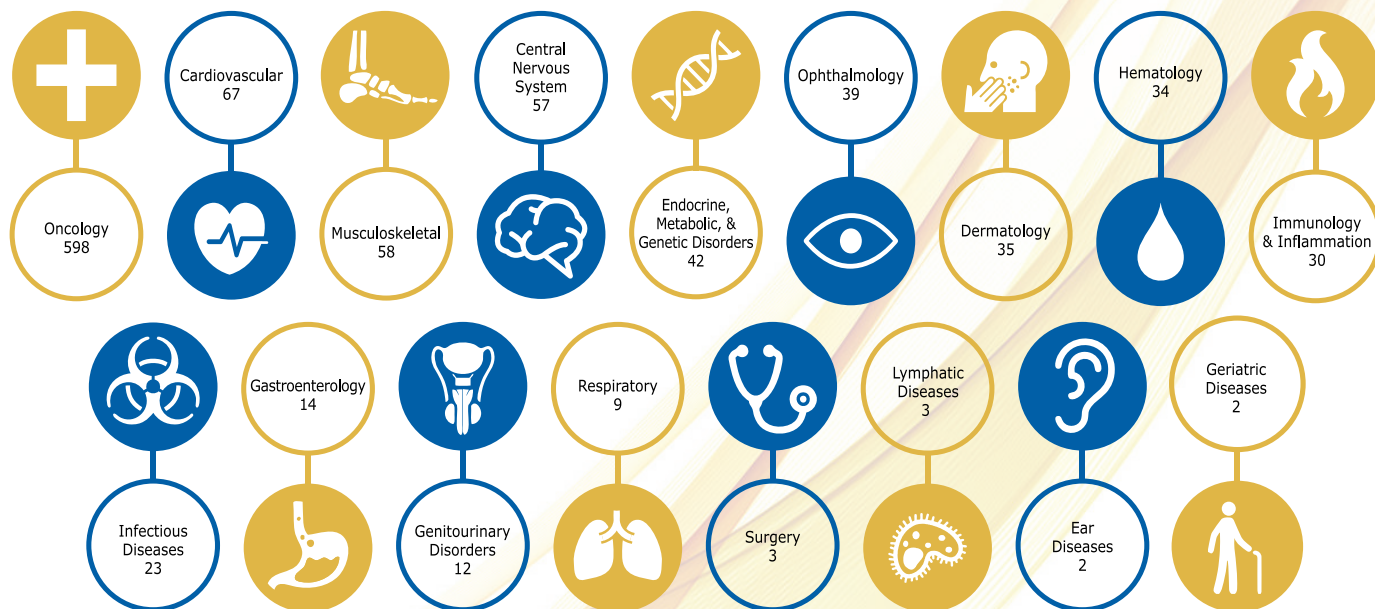 Oncology
598
Cardiovascular
67
Musculoskeletal
58
Central
Nervous
System
57
Endocrine,
Metabolic, &
Genetic Disorders
42
Ophthalmology
39
Dermatology
35
Hematology
34
Immunology
& Inflammation
30
Infectious
Diseases
23
Gastroenterology
14
Genitourinary
Disorders
12
Respiratory
9
Surgery
3
Lymphatic
Diseases
3
Ear
Diseases
2
Geriatric
Diseases
2